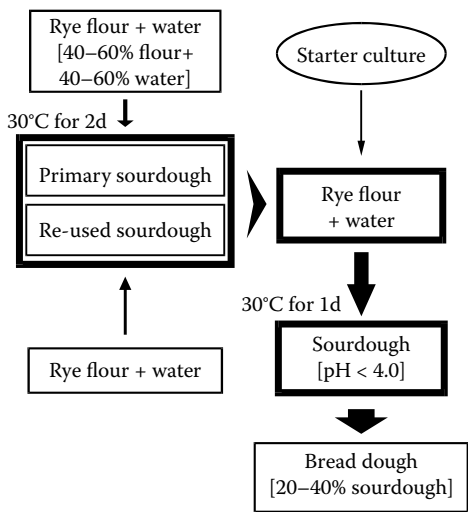 Rye flour + water
[40–60% flour+
40–60% water]
30°C for 2d
Primary sourdough
Re-used sourdough
Rye flour + water
Starter culture
Rye flour
+ water
30°C for 1d
Sourdough
[pH < 4.0]
Bread dough
[20–40% sourdough]